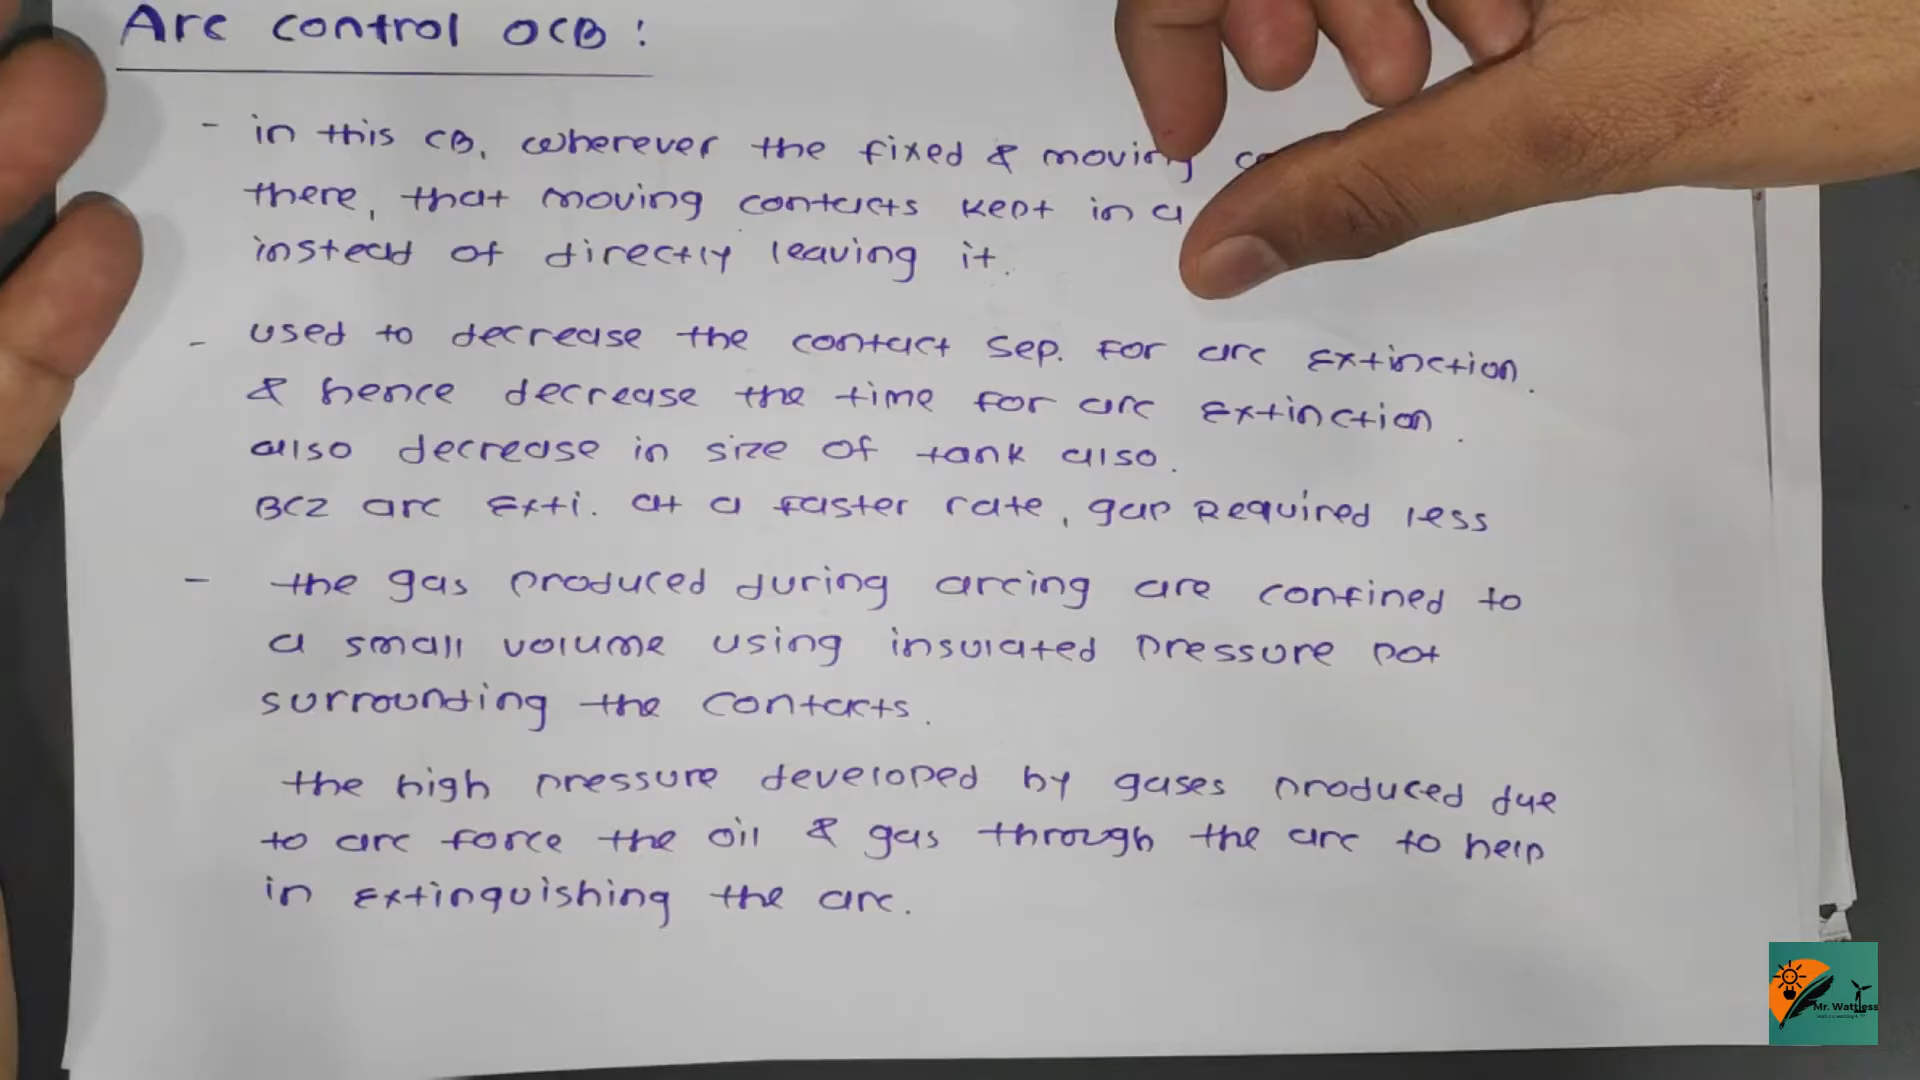 Arc control OCB :
- in this CB, wherever the fixed & moving
there, that moving contacts kept in a
instead of directly leaving it.
- used to decrease the contact sep. for arc extinction.
& hence decrease the time for arc extinction.
also decrease in size of tank also.
BCZ arc exti. at a faster rate, gap required less
- the gas produced during arcing are confined to
a small volume using insulated pressure pot
surrounding the contacts.
the high pressure developed by gases produced due
to arc force the oil & gas through the arc to help
in extinguishing the arc.
Mr. Wattless